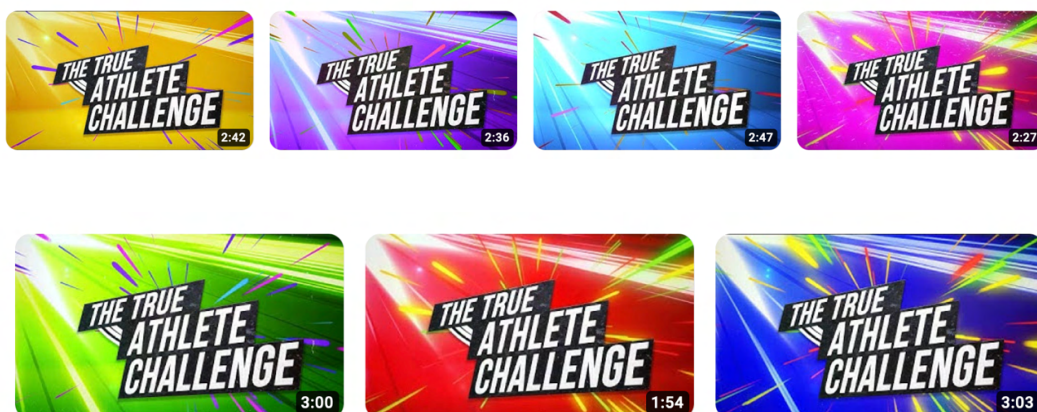 THE TRUE
ATHLETE
CHALLENGE
2:42
THE TRUE
ATHLETE
CHALLENGE
2:36
THE TRUE
ATHLETE
CHALLENGE
2:47
THE TRUE
ATHLETE
CHALLENGE
2:27
THE TRUE
ATHLETE
CHALLENGE
3:00
THE TRUE
ATHLETE
CHALLENGE
1:54
THE TRUE
ATHLETE
CHALLENGE
3:03